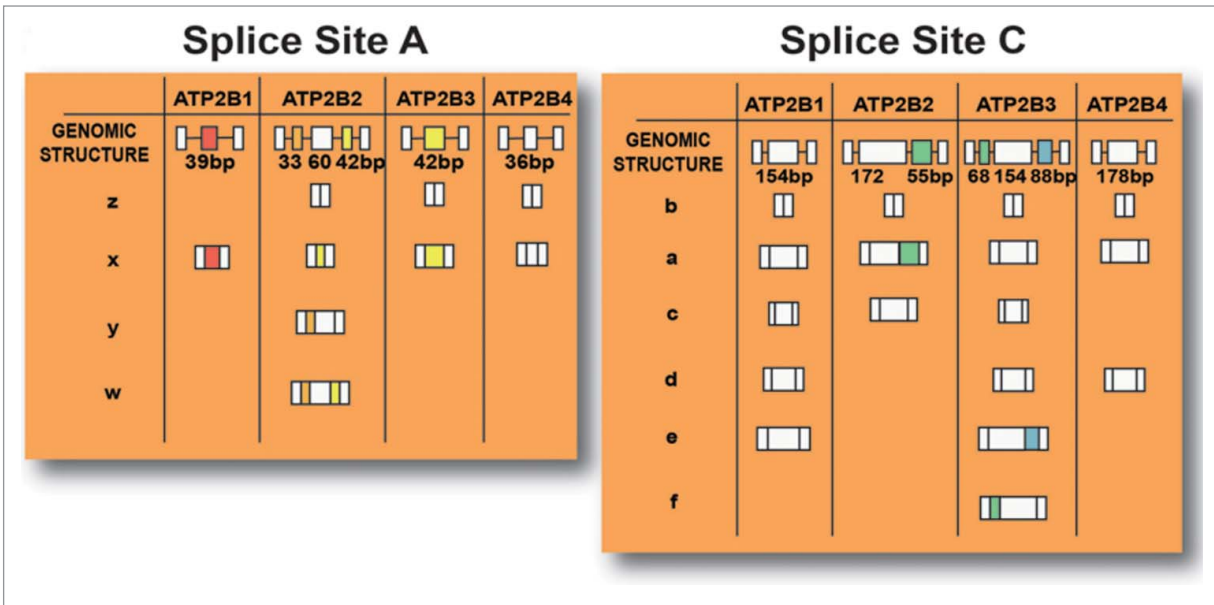 Splice Site A
ATP2B1 ATP2B2 ATP2B3 ATP2B4
GENOMIC
STRUCTURE
39bp 33 60 42bp 42bp 36bp
z
x
y
w
Splice Site C
ATP2B1 ATP2B2 ATP2B3 ATP2B4
GENOMIC
STRUCTURE
154bp 172 55bp 68 154 88bp 178bp
b
a
c
d
e
f